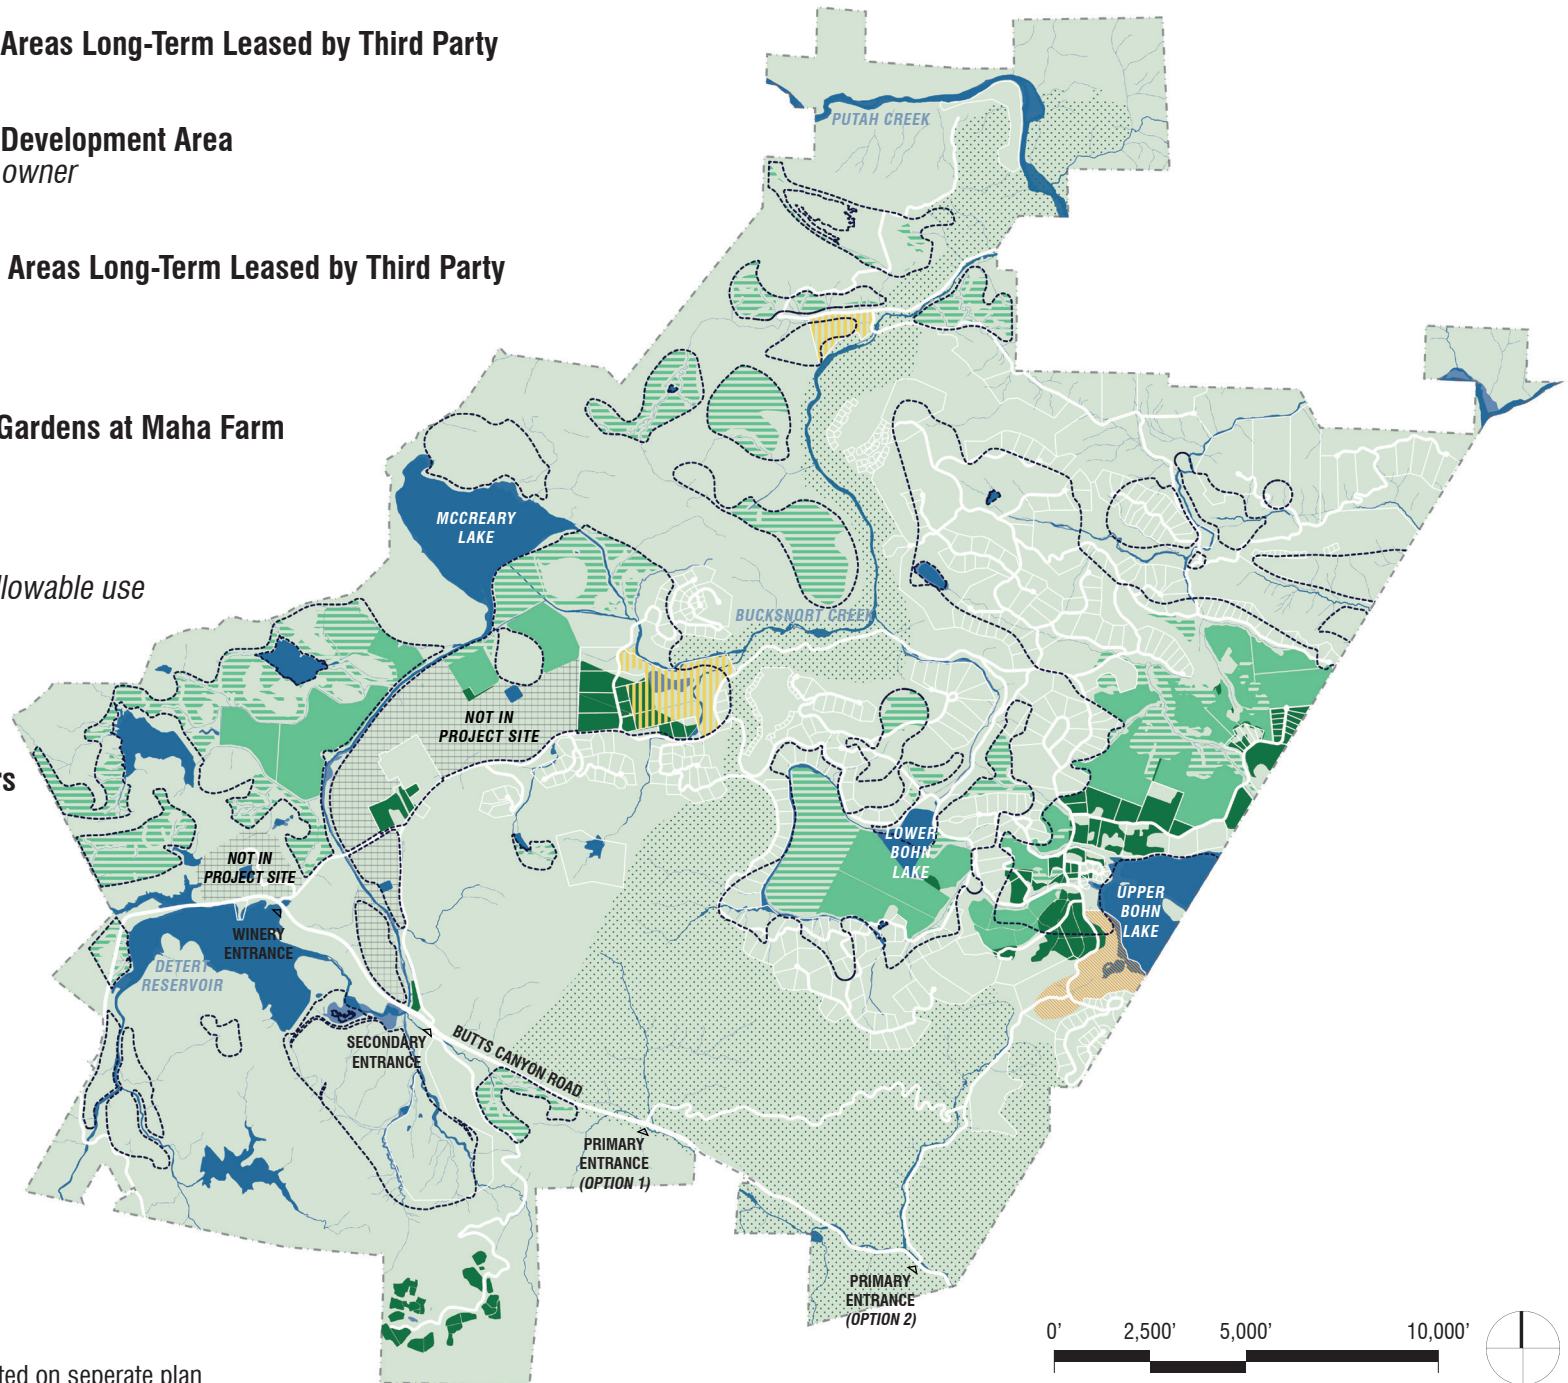 Areas Long-Term Leased by Third Party
Development Area
owner
Areas Long-Term Leased by Third Party
Gardens at Maha Farm
llowable use
rs
ted on seperate plan
PUTAH CREEK
MCCREARY
LAKE
BUCKSNORT CREEK
NOT IN
PROJECT SITE
NOT IN
PROJECT SITE
LOWER
BOHN
LAKE
UPPER
BOHN
LAKE
WINERY
ENTRANCE
DETERT
RESERVOIR
SECONDARY
ENTRANCE
BUTTS CANYON ROAD
PRIMARY
ENTRANCE
(OPTION 1)
PRIMARY
ENTRANCE
(OPTION 2)
0' 2,500' 5,000' 10,000'